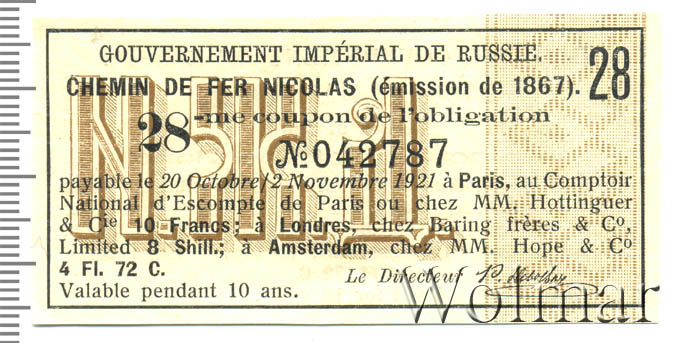 GOUVERNEMENT IMPÉRIAL DE RUSSIE.
28
CHEMIN DE FER NICOLAS (émission de 1867).
28-me coupon de l'obligation
№ 042787
payable le 20 Octobre/2 Novembre 1921 à Paris, au Comptoir
National d'Escompte de Paris ou chez MM. Hottinguer
& Cie 10 Francs; à Londres, chez Baring frères & Cº,
Limited 8 Shill.; à Amsterdam, chez MM. Hope & Cº
4 Fl. 72 C.
Le Directeur
Valable pendant 10 ans.
Wolmar